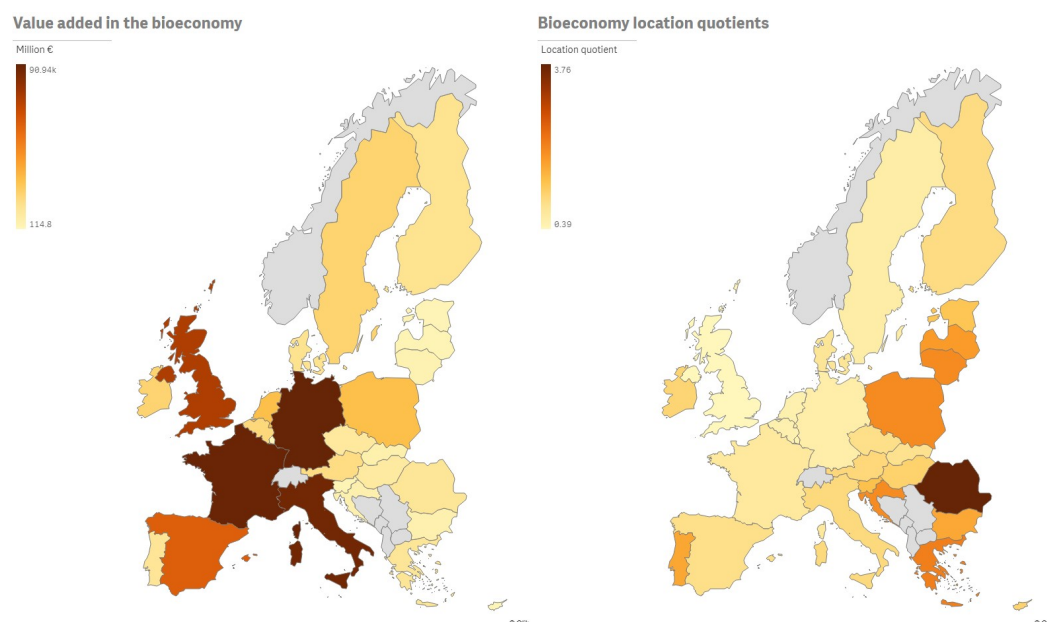 Value added in the bioeconomy
Million €
90.94k
114.8
Bioeconomy location quotients
Location quotient
3.76
0.39